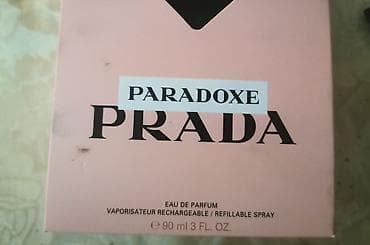 PARADOXE
PRADA
EAU DE PARFUM
VAPORISATEUR RECHARGEABLE / REFILLABLE SPRAY
℮ 90 ml 3 FL. OZ.